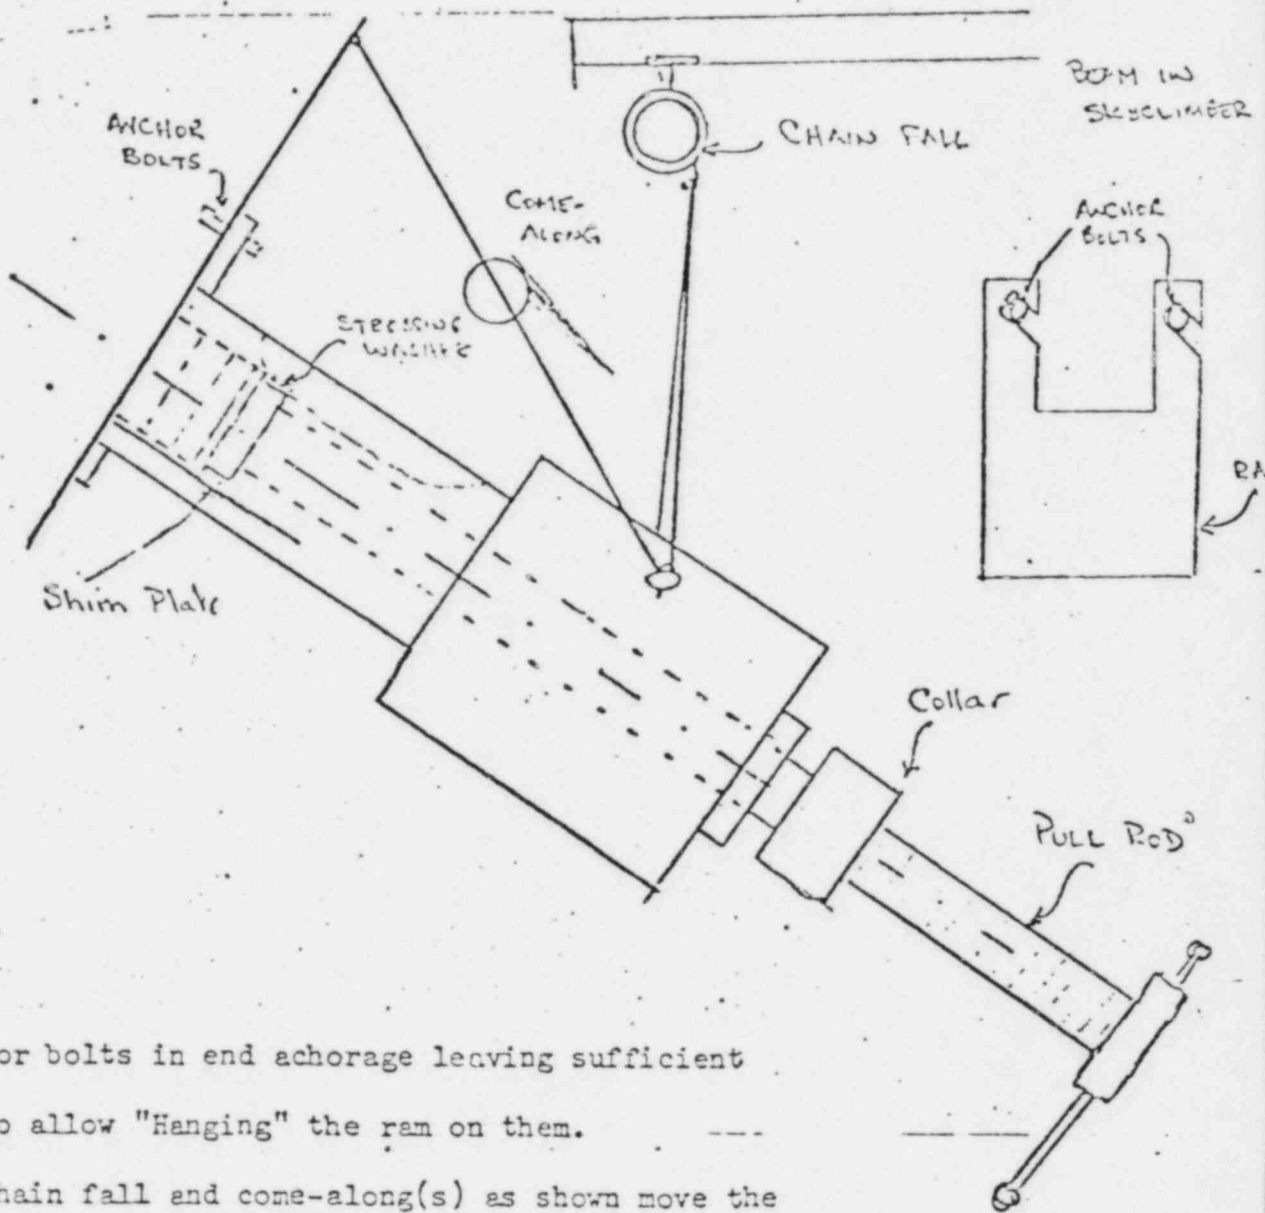 ANCHOR
BOLTS
BEAM IN
SKYCLIMBER
CHAIN FALL
COME-
ALONG
ANCHOR
BOLTS
STRESSING
WASHER
RA
Shim Plate
Collar
PULL ROD
or bolts in end achorage leaving sufficient
o allow "Hanging" the ram on them.
hain fall and come-along(s) as shown move the